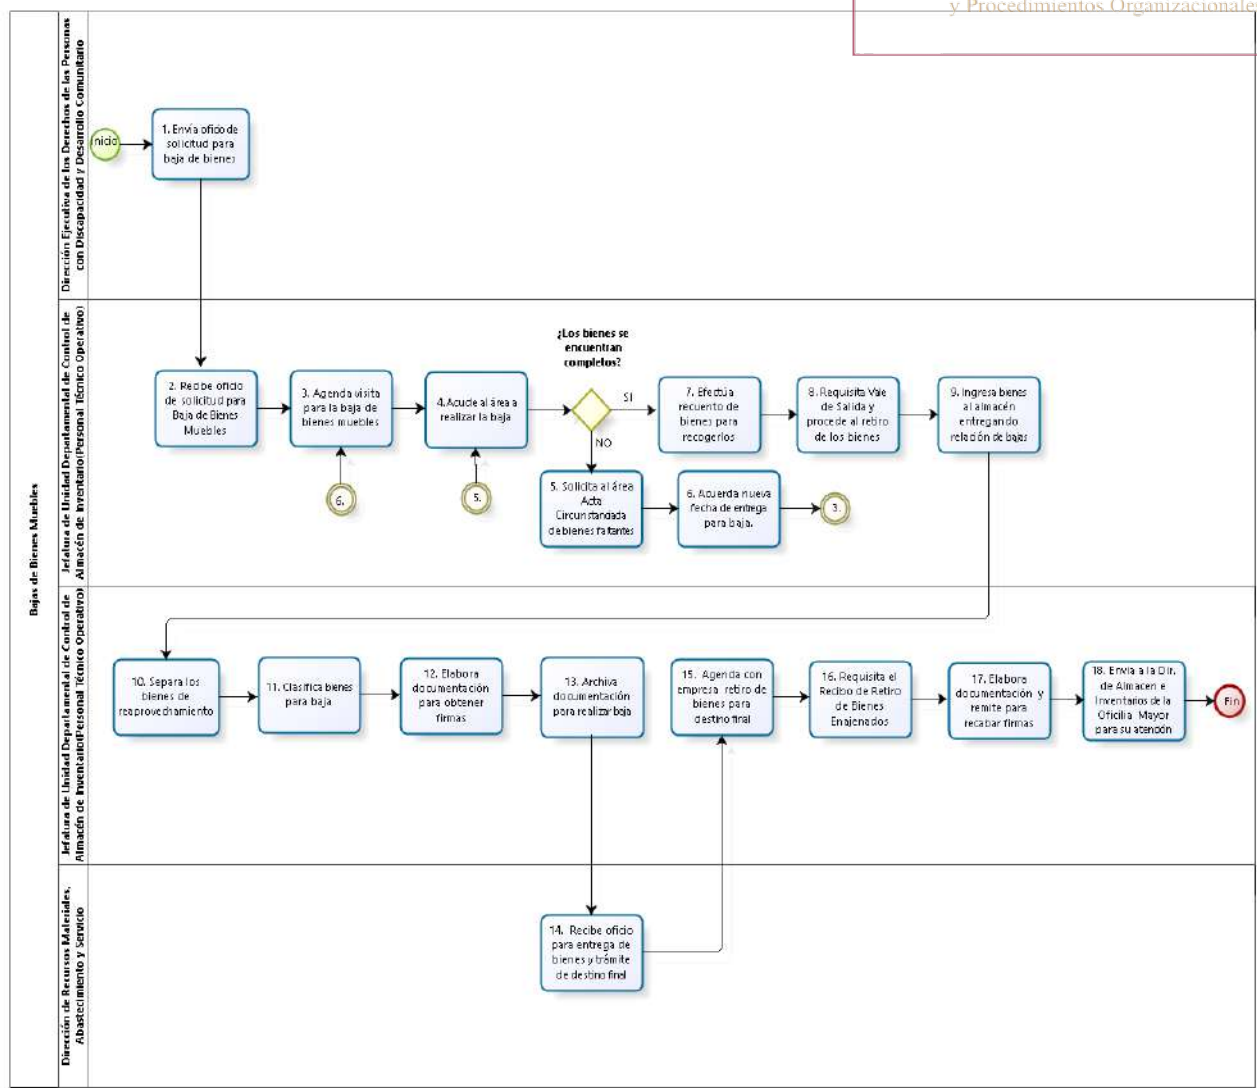 y Procedimientos Organizacionales
Bajas de Bienes Muebles
Dirección Ejecutiva de los Derechos de las Personas
con Discapacidad y Desarrollo Comunitario
Inicio
1. Envía oficio de
solicitud para
baja de bienes
Jefatura de Unidad Departamental de Control de
Almacén de Inventario(Personal Técnico Operativo)
¿Los bienes se
encuentran
completos?
2. Recibe oficio
de solicitud para
Baja de Bienes
Muebles
3. Agenda visita
para la baja de
bienes muebles
4. Acude al área a
realizar la baja
SI
NO
7. Efectúa
recuento de
bienes para
recogerlos
8. Requisita Vale
de Salida y
procede al retiro
de los bienes
9. Ingresa bienes
al almacén
entregando
relación de bajas
6.
5.
5. Solicita al área
Acta
Circunstanciada
de bienes faltantes
6. Acuerda nueva
fecha de entrega
para baja.
3.
Jefatura de Unidad Departamental de Control de
Almacén de Inventario(Personal Técnico Operativo)
10. Separa los
bienes de
reaprovechamiento
11. Clasifica bienes
para baja
12. Elabora
documentación
para obtener
firmas
13. Archiva
documentación
para realizar baja
15. Agenda con
empresa retiro de
bienes para
destino final
16. Requisita el
Recibo de Retiro
de Bienes
Enajenados
17. Elabora
documentación y
remite para
recabar firmas
18. Envía a la Dir.
de Almacen e
Inventarios de la
Oficilia Mayor
para su atención
Fin
Dirección de Recursos Materiales,
Abastecimiento y Servicio
14. Recibe oficio
para entrega de
bienes y trámite
de destino final